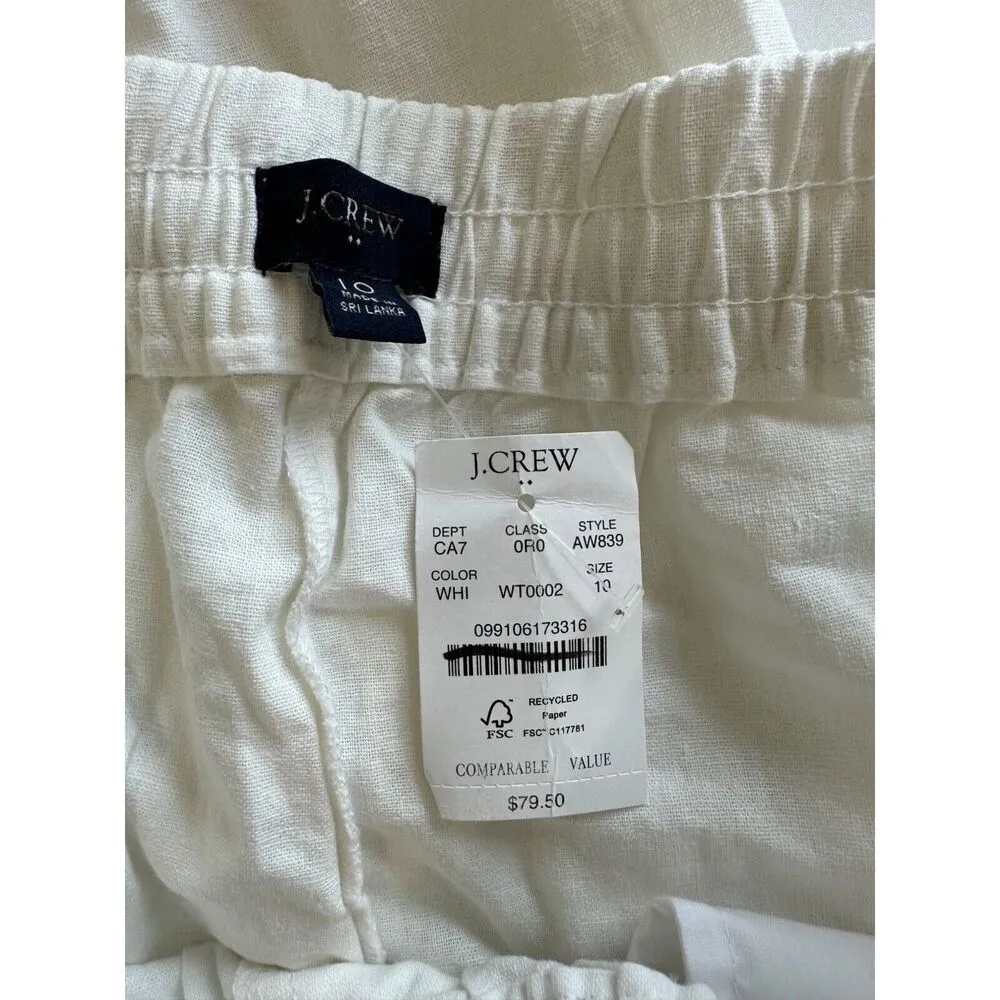 J.CREW
10
MADE IN
SRI LANKA
J.CREW
DEPT CLASS STYLE
CA7 0R0 AW839
COLOR SIZE
WHI WT0002 10
099106173316
RECYCLED
Paper
FSC FSC® C117781
COMPARABLE VALUE
$79.50